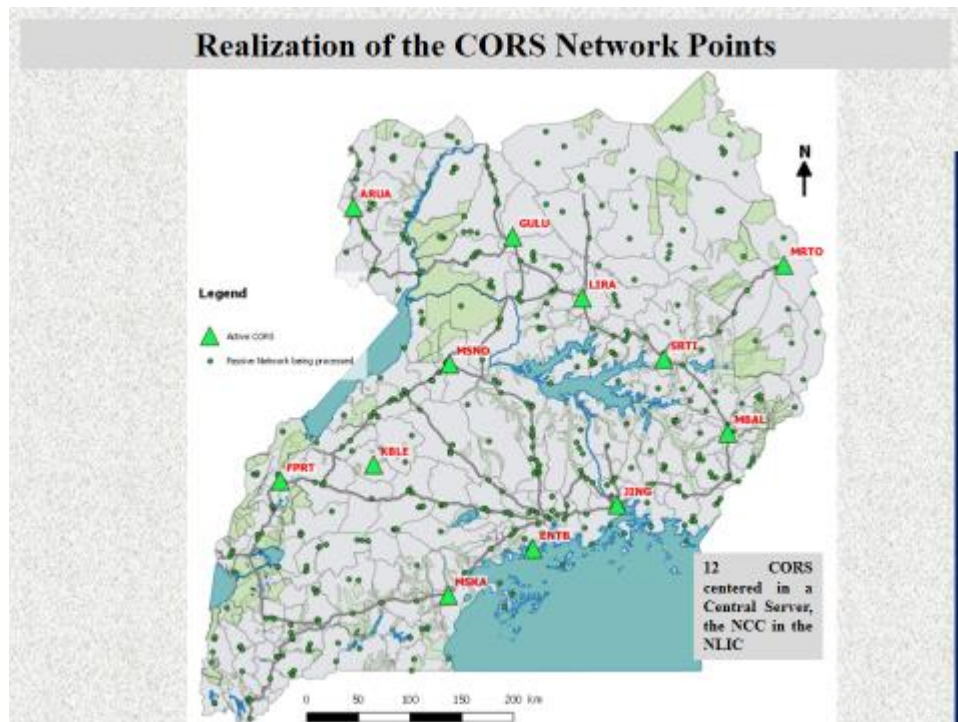 Realization of the CORS Network Points
N
ARUA
GULU
MRTO
LIRA
Legend
Active CORS
MSND
SRTI
Passive Network being processed
MBAL
KBLE
FPRT
JING
ENTB
12 CORS
centered in a
Central Server,
the NCC in the
NLIC
MSKA
0 50 100 150 200 Km